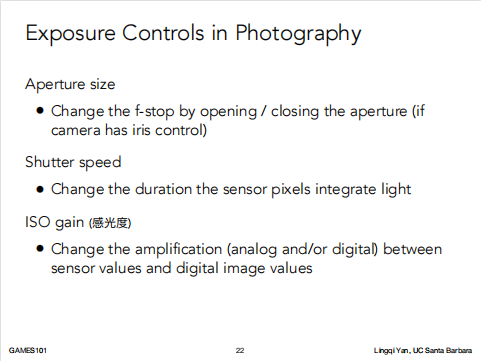 Exposure Controls in Photography
Aperture size
● Change the f-stop by opening / closing the aperture (if
camera has iris control)
Shutter speed
● Change the duration the sensor pixels integrate light
ISO gain (感光度)
● Change the amplification (analog and/or digital) between
sensor values and digital image values
GAMES101
22
Lingqi Yan, UC Santa Barbara